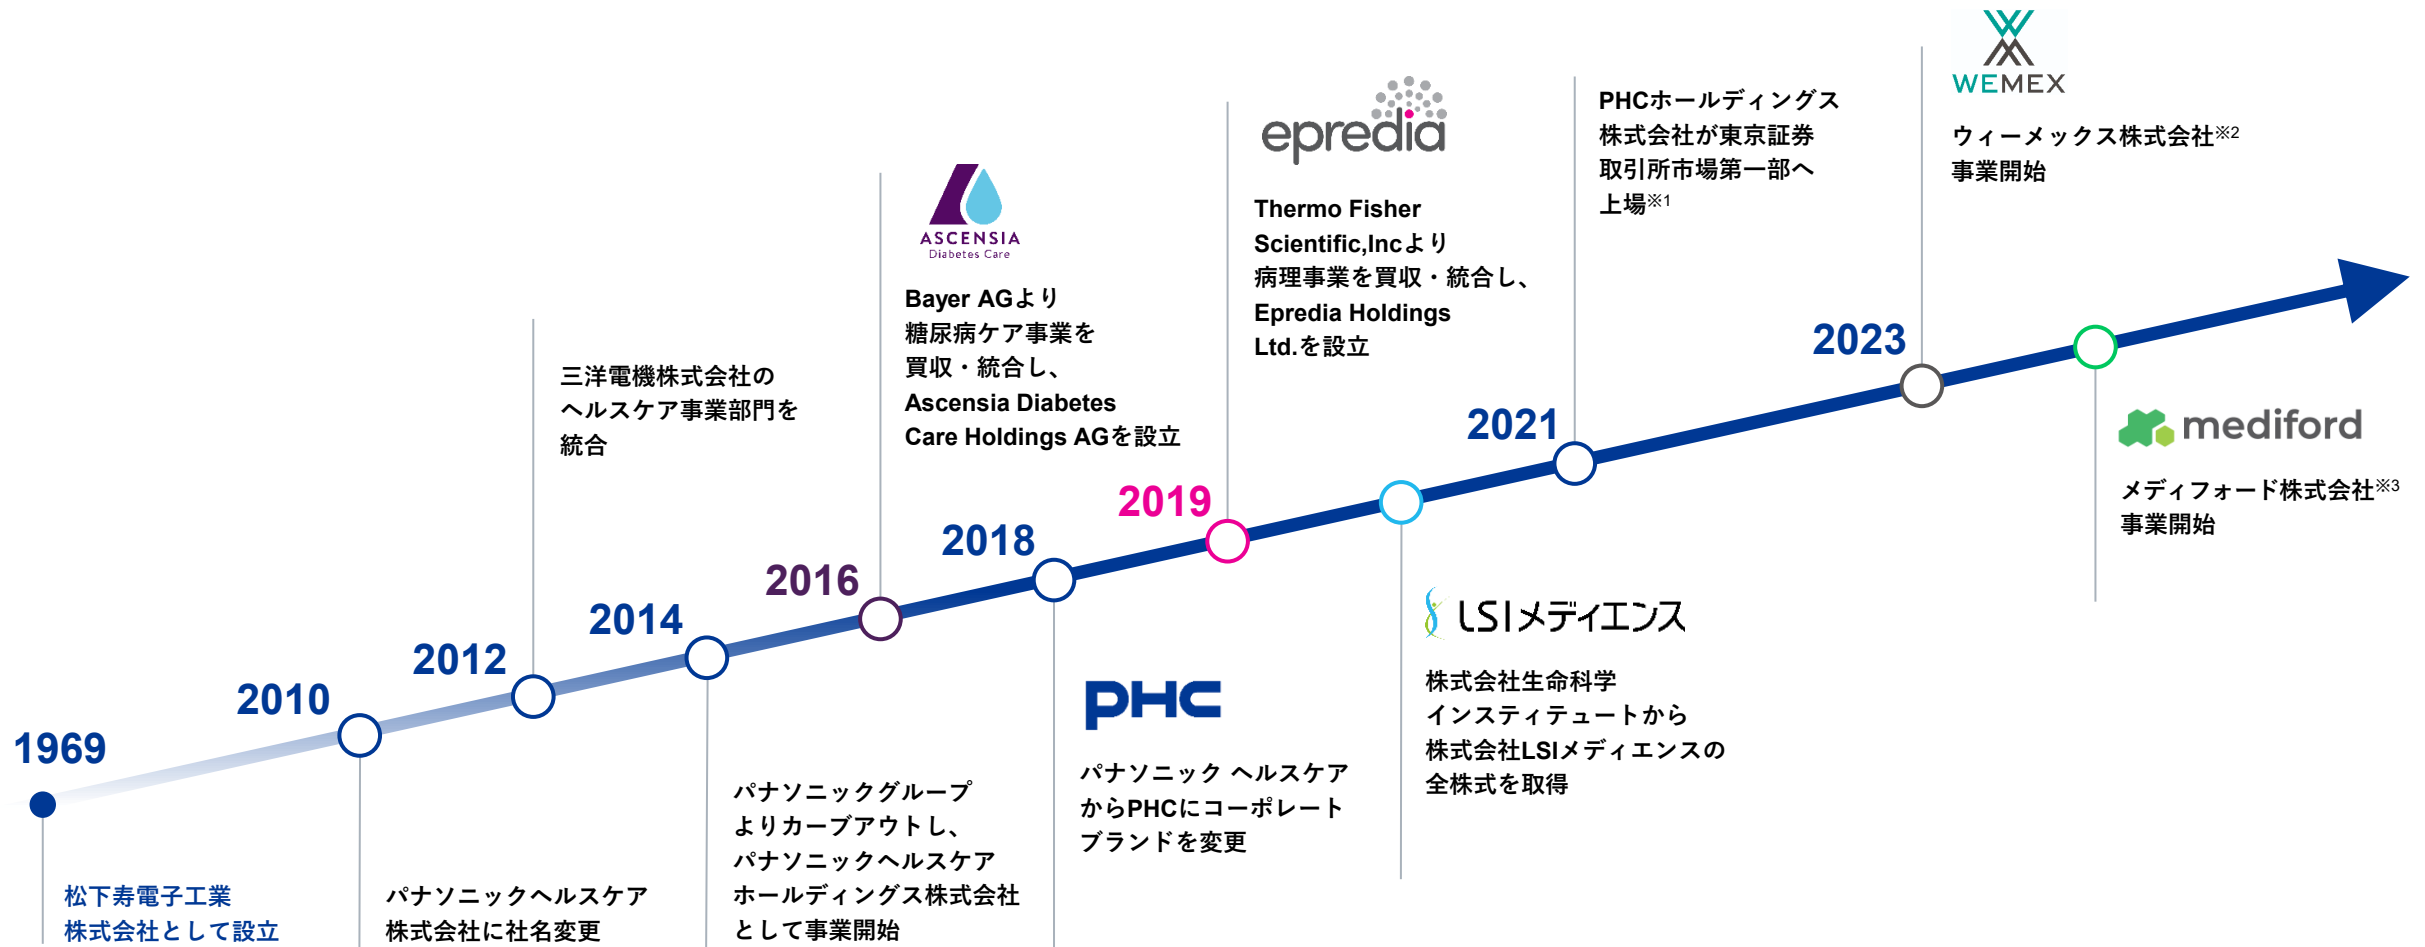 1969
松下寿電子工業
株式会社として設立
2010
パナソニックヘルスケア
株式会社に社名変更
2012
三洋電機株式会社の
ヘルスケア事業部門を
統合
2014
パナソニックグループ
よりカーブアウトし、
パナソニックヘルスケア
ホールディングス株式会社
として事業開始
2016
ASCENSIA
Diabetes Care
Bayer AGより
糖尿病ケア事業を
買収・統合し、
Ascensia Diabetes
Care Holdings AGを設立
2018
PHC
パナソニック ヘルスケア
からPHCにコーポレート
ブランドを変更
2019
epredia
Thermo Fisher
Scientific,Incより
病理事業を買収・統合し、
Epredia Holdings
Ltd.を設立
LSIメディエンス
株式会社生命科学
インスティテュートから
株式会社LSIメディエンスの
全株式を取得
2021
PHCホールディングス
株式会社が東京証券
取引所市場第一部へ
上場※1
2023
WEMEX
ウィーメックス株式会社※2
事業開始
mediford
メディフォード株式会社※3
事業開始